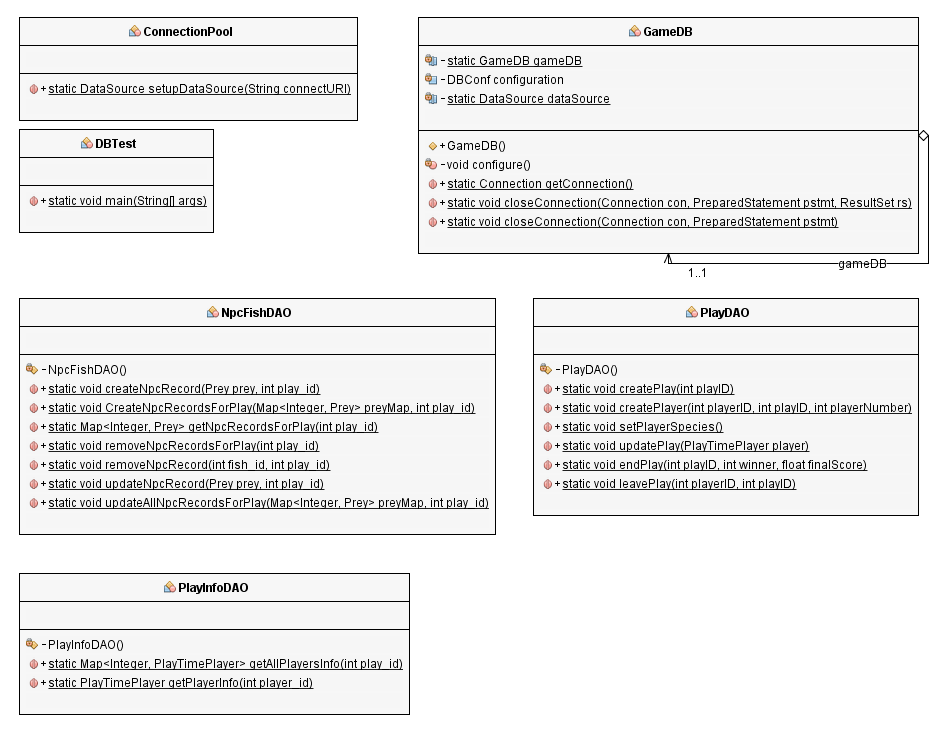 ConnectionPool
+ static DataSource setupDataSource(String connectURI)
DBTest
+ static void main(String[] args)
GameDB
- static GameDB gameDB
- DBConf configuration
- static DataSource dataSource
+ GameDB()
- void configure()
+ static Connection getConnection()
+ static void closeConnection(Connection con, PreparedStatement pstmt, ResultSet rs)
+ static void closeConnection(Connection con, PreparedStatement pstmt)
gameDB
1..1
NpcFishDAO
- NpcFishDAO()
+ static void createNpcRecord(Prey prey, int play_id)
+ static void CreateNpcRecordsForPlay(Map<Integer, Prey> preyMap, int play_id)
+ static Map<Integer, Prey> getNpcRecordsForPlay(int play_id)
+ static void removeNpcRecordsForPlay(int play_id)
+ static void removeNpcRecord(int fish_id, int play_id)
+ static void updateNpcRecord(Prey prey, int play_id)
+ static void updateAllNpcRecordsForPlay(Map<Integer, Prey> preyMap, int play_id)
PlayDAO
- PlayDAO()
+ static void createPlay(int playID)
+ static void createPlayer(int playerID, int playID, int playerNumber)
+ static void setPlayerSpecies()
+ static void updatePlay(PlayTimePlayer player)
+ static void endPlay(int playID, int winner, float finalScore)
+ static void leavePlay(int playerID, int playID)
PlayInfoDAO
- PlayInfoDAO()
+ static Map<Integer, PlayTimePlayer> getAllPlayersInfo(int play_id)
+ static PlayTimePlayer getPlayerInfo(int player_id)